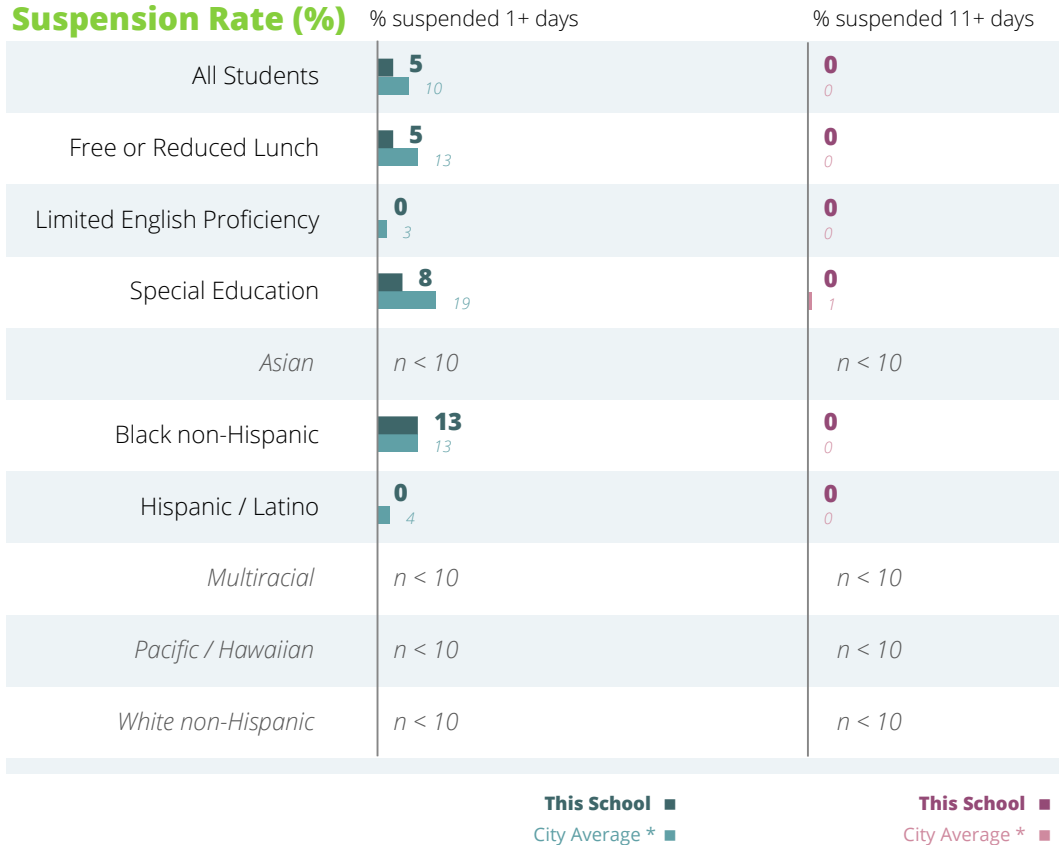 Suspension Rate (%) % suspended 1+ days % suspended 11+ days
All Students 5 0
10 0
Free or Reduced Lunch 5 0
13 0
Limited English Proficiency 0 0
3 0
Special Education 8 0
19 1
Asian n < 10 n < 10
Black non-Hispanic 13 0
13 0
Hispanic / Latino 0 0
4 0
Multiracial n < 10 n < 10
Pacific / Hawaiian n < 10 n < 10
White non-Hispanic n < 10 n < 10
This School This School
City Average * City Average *